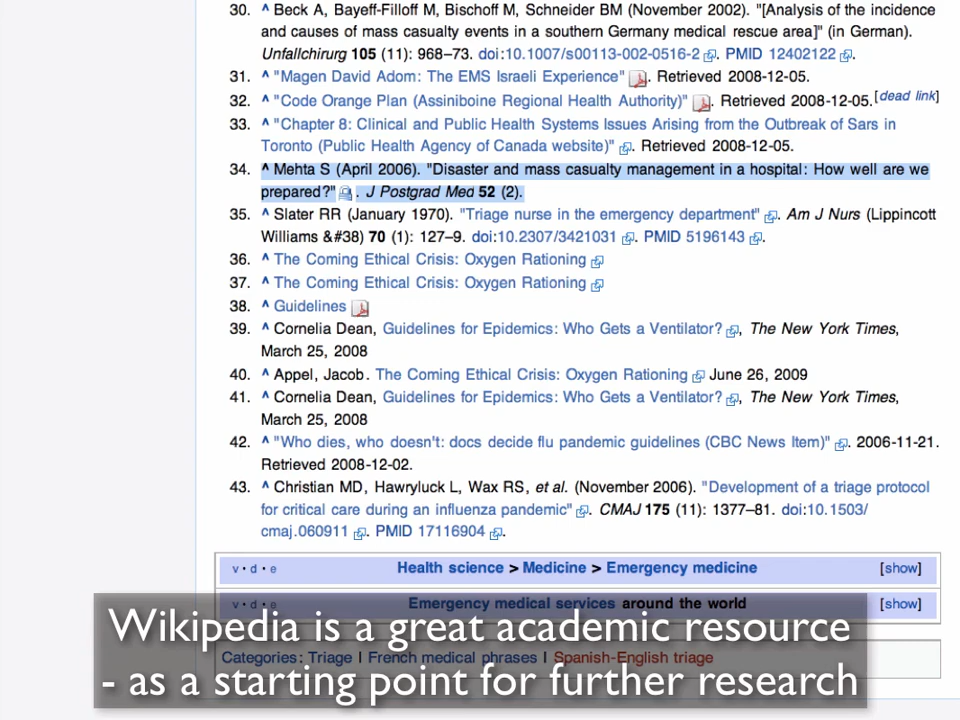 30. ^ Beck A, Bayeff-Filloff M, Bischoff M, Schneider BM (November 2002). "[Analysis of the incidence
and causes of mass casualty events in a southern Germany medical rescue area]" (in German).
Unfallchirurg 105 (11): 968–73. doi:10.1007/s00113-002-0516-2. PMID 12402122.
31. ^ "Magen David Adom: The EMS Israeli Experience". Retrieved 2008-12-05.
32. ^ "Code Orange Plan (Assiniboine Regional Health Authority)". Retrieved 2008-12-05.[dead link]
33. ^ "Chapter 8: Clinical and Public Health Systems Issues Arising from the Outbreak of Sars in
Toronto (Public Health Agency of Canada website)". Retrieved 2008-12-05.
34. ^ Mehta S (April 2006). "Disaster and mass casualty management in a hospital: How well are we
prepared?". J Postgrad Med 52 (2).
35. ^ Slater RR (January 1970). "Triage nurse in the emergency department". Am J Nurs (Lippincott
Williams &#38) 70 (1): 127–9. doi:10.2307/3421031. PMID 5196143.
36. ^ The Coming Ethical Crisis: Oxygen Rationing
37. ^ The Coming Ethical Crisis: Oxygen Rationing
38. ^ Guidelines
39. ^ Cornelia Dean, Guidelines for Epidemics: Who Gets a Ventilator?, The New York Times,
March 25, 2008
40. ^ Appel, Jacob. The Coming Ethical Crisis: Oxygen Rationing June 26, 2009
41. ^ Cornelia Dean, Guidelines for Epidemics: Who Gets a Ventilator?, The New York Times,
March 25, 2008
42. ^ "Who dies, who doesn't: docs decide flu pandemic guidelines (CBC News Item)". 2006-11-21.
Retrieved 2008-12-02.
43. ^ Christian MD, Hawryluck L, Wax RS, et al. (November 2006). "Development of a triage protocol
for critical care during an influenza pandemic". CMAJ 175 (11): 1377–81. doi:10.1503/
cmaj.060911. PMID 17116904.
v • d • e Health science > Medicine > Emergency medicine [show]
v • d • e Emergency medical services around the world [show]
Categories: Triage | French medical phrases | Spanish-English triage
Wikipedia is a great academic resource
- as a starting point for further research